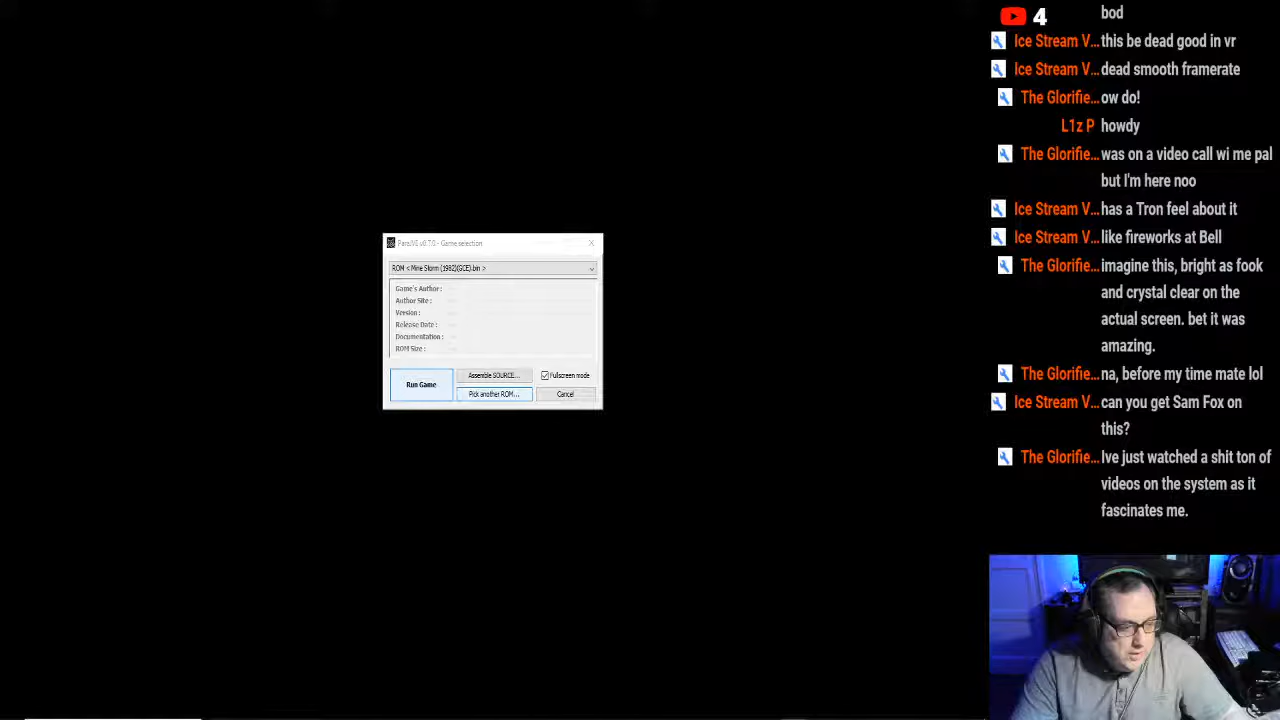 4
bod
Ice Stream V... this be dead good in vr
Ice Stream V... dead smooth framerate
The Glorifie... ow do!
L1z P howdy
The Glorifie... was on a video call wi me pal
but I'm here noo
Ice Stream V... has a Tron feel about it
Ice Stream V... like fireworks at Bell
The Glorifie... imagine this, bright as fook
and crystal clear on the
actual screen. bet it was
amazing.
The Glorifie... na, before my time mate lol
Ice Stream V... can you get Sam Fox on
this?
The Glorifie... Ive just watched a shit ton of
videos on the system as it
fascinates me.
ParaJVE v0.7.0 - Game selection
ROM < Mine Storm (1982)(GCE).bin >
Game's Author :
Author Site :
Version :
Release Date :
Documentation :
ROM Size :
Run Game
Assemble SOURCE...
Fullscreen mode
Pick another ROM...
Cancel